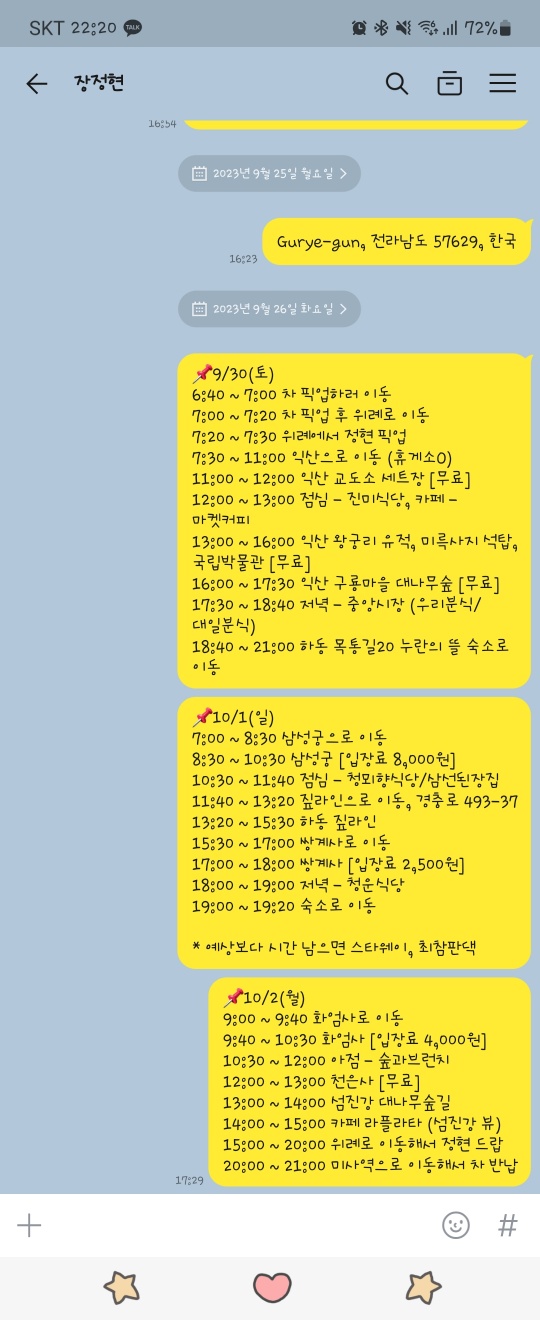 SKT 22:20 TALK 72%
장정현
16:54
2023년 9월 25일 월요일 >
Gurye-gun, 전라남도 57629, 한국
16:23
2023년 9월 26일 화요일 >
📌9/30(토)
6:40 ~ 7:00 차 픽업하러 이동
7:00 ~ 7:20 차 픽업 후 위례로 이동
7:20 ~ 7:30 위례에서 정현 픽업
7:30 ~ 11:00 익산으로 이동 (휴게소O)
11:00 ~ 12:00 익산 교도소 세트장 [무료]
12:00 ~ 13:00 점심 - 진미식당, 카페 -
마켓커피
13:00 ~ 16:00 익산 왕궁리 유적, 미륵사지 석탑,
국립박물관 [무료]
16:00 ~ 17:30 익산 구룡마을 대나무숲 [무료]
17:30 ~ 18:40 저녁 - 중앙시장 (우리분식/
대일분식)
18:40 ~ 21:00 하동 목통길20 누란의 뜰 숙소로
이동
📌10/1(일)
7:00 ~ 8:30 삼성궁으로 이동
8:30 ~ 10:30 삼성궁 [입장료 8,000원]
10:30 ~ 11:40 점심 - 청뫼향식당/삼선된장집
11:40 ~ 13:20 짚라인으로 이동, 경충로 493-37
13:20 ~ 15:30 하동 짚라인
15:30 ~ 17:00 쌍계사로 이동
17:00 ~ 18:00 쌍계사 [입장료 2,500원]
18:00 ~ 19:00 저녁 - 청운식당
19:00 ~ 19:20 숙소로 이동
* 예상보다 시간 남으면 스타웨이, 최참판댁
📌10/2(월)
9:00 ~ 9:40 화엄사로 이동
9:40 ~ 10:30 화엄사 [입장료 4,000원]
10:30 ~ 12:00 아점 - 숲과브런치
12:00 ~ 13:00 천은사 [무료]
13:00 ~ 14:00 섬진강 대나무숲길
14:00 ~ 15:00 카페 라플라타 (섬진강 뷰)
15:00 ~ 20:00 위례로 이동해서 정현 드랍
20:00 ~ 21:00 미사역으로 이동해서 차 반납
17:29
#